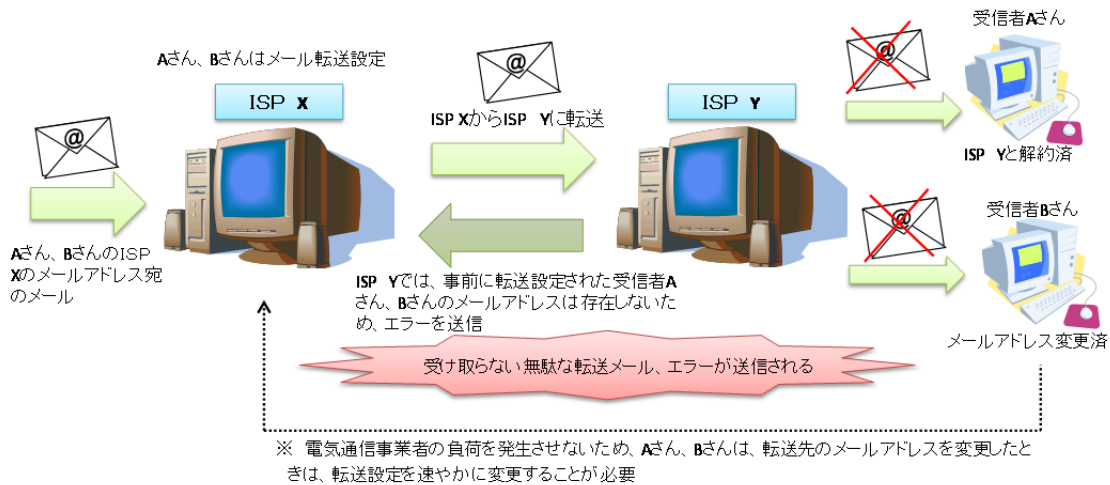 Aさん、Bさんはメール転送設定
ISP X
@
ISP Y
@
受信者Aさん
@
ISP XからISP Yに転送
ISP Yと解約済
@
Aさん、BさんのISP
Xのメールアドレス宛
のメール
ISP Yでは、事前に転送設定された受信者A
さん、Bさんのメールアドレスは存在しないた
め、エラーを送信
受信者Bさん
@
メールアドレス変更済
受け取らない無駄な転送メール、エラーが送信される
※ 電気通信事業者の負荷を発生させないため、Aさん、Bさんは、転送先のメールアドレスを変更したと
きは、転送設定を速やかに変更することが必要